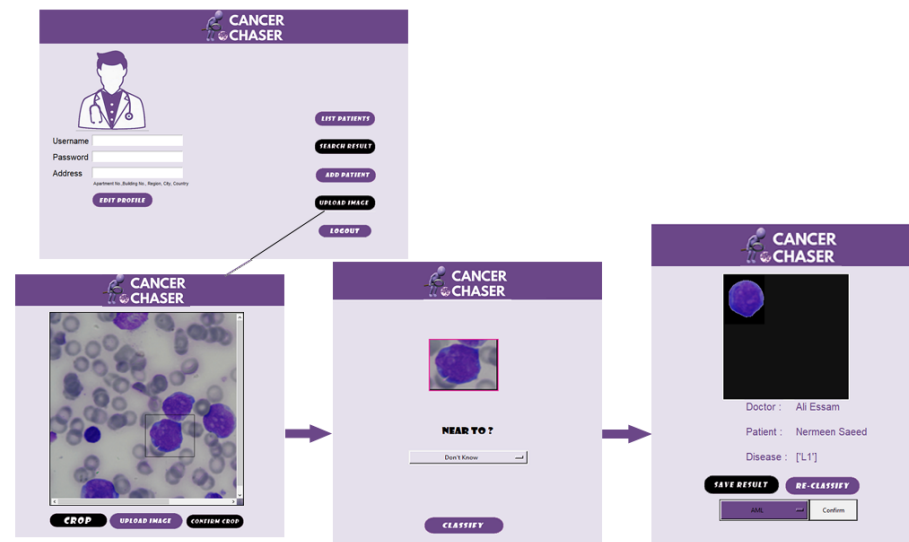 CANCER
CHASER
Username
Password
Address
Apartment No.,Building No., Region, City, Country
EDIT PROFILE
LIST PATIENTS
SEARCH RESULT
ADD PATIENT
UPLOAD IMAGE
LOGOUT
CANCER
CHASER
CROP
UPLOAD IMAGE
CONFIRM CROP
CANCER
CHASER
NEAR TO ?
Don't Know
CLASSIFY
CANCER
CHASER
Doctor : Ali Essam
Patient : Nermeen Saeed
Disease : ['L1']
SAVE RESULT
RE-CLASSIFY
AML
Confirm